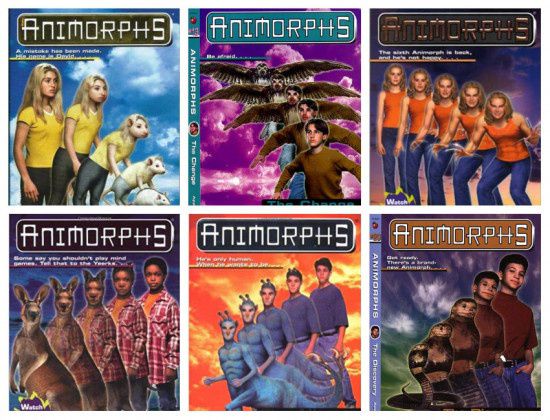 ANIMORPHS
A mistake has been made.
His name is David. . . . .
ANIMORPHS
The Change
ANIMORPHS
Be afraid. . . . .
The Change
ANIMORPHS
The sixth Animorph is back,
and he's not happy. . . . .
Watch
ANIMORPHS
Some say you shouldn't play mind
games. Tell that to the Yeerks. . . . .
Watch
ANIMORPHS
He's only human.
When he wants to be. . . . .
ANIMORPHS
The Discovery
ANIMORPHS
Get ready.
There's a brand-
new Animorph. . . . .